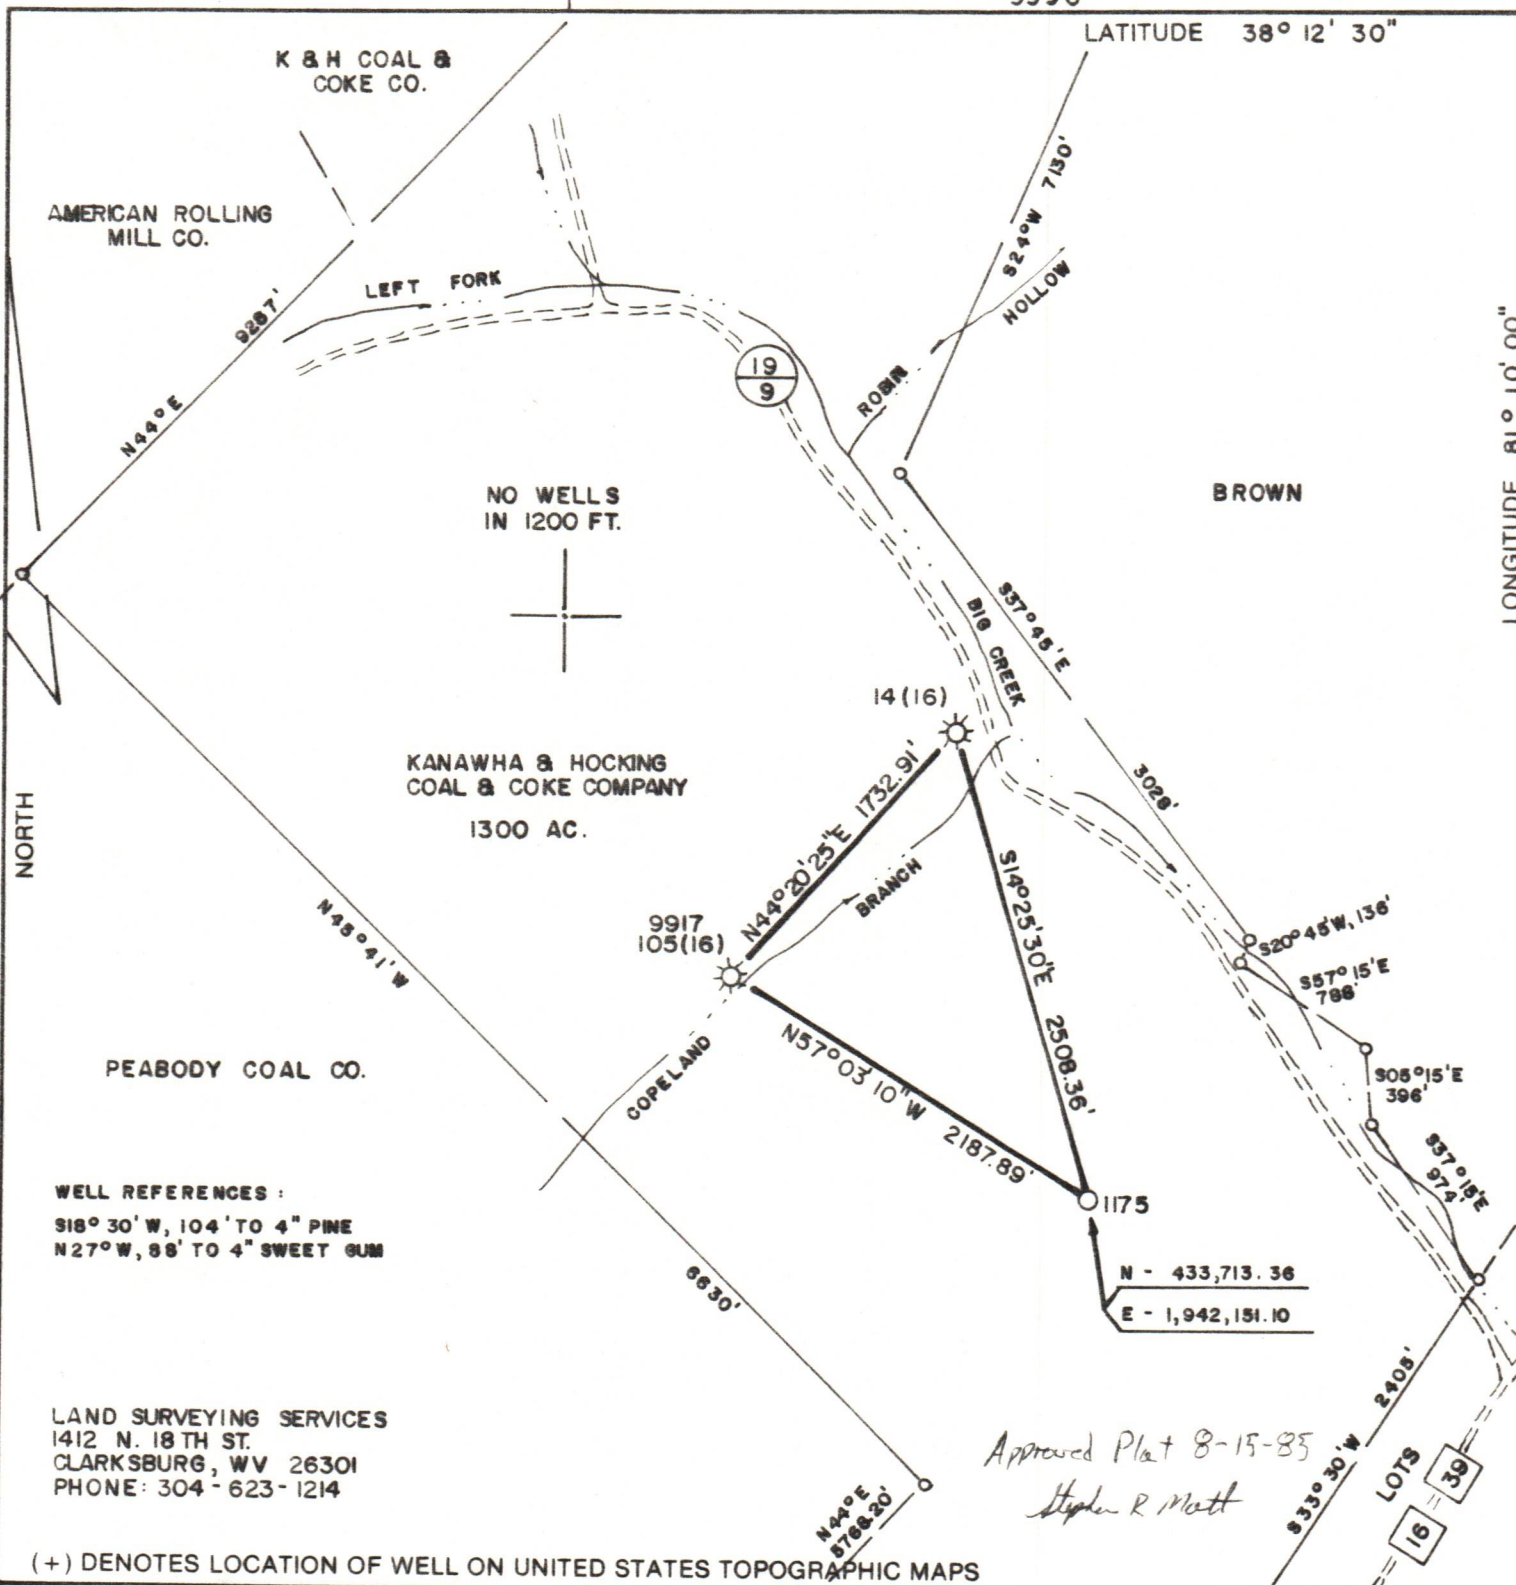 LATITUDE 38° 12' 30"
K & H COAL &
COKE CO.
S24°W 7130'
AMERICAN ROLLING
MILL CO.
LEFT FORK
HOLLOW
9287'
LONGITUDE 81° 10' 00"
19
9
ROBIN
N44°E
NO WELLS
IN 1200 FT.
BROWN
BIG CREEK
S37°45'E
14(16)
KANAWHA & HOCKING
COAL & COKE COMPANY
1300 AC.
3028'
NORTH
N44°20'25"E 1732.91'
BRANCH
S14°25'30"E 2508.36'
9917
105(16)
N45°41'W
S20°45'W, 136'
S57°15'E
788'
PEABODY COAL CO.
COPELAND
N57°03'10"W 2187.89'
S05°15'E
396'
S37°15'E
974'
WELL REFERENCES :
S18° 30' W, 104' TO 4" PINE
N27°W, 88' TO 4" SWEET GUM
1175
6630'
N - 433,713.36
E - 1,942,151.10
LAND SURVEYING SERVICES
1412 N. 18TH ST.
CLARKSBURG, WV 26301
PHONE: 304-623-1214
Approved Plat 8-15-85
Stephen R Matt
S33°30'W 2405'
LOTS
39
16
N44°E
5768.20'
(+) DENOTES LOCATION OF WELL ON UNITED STATES TOPOGRAPHIC MAPS